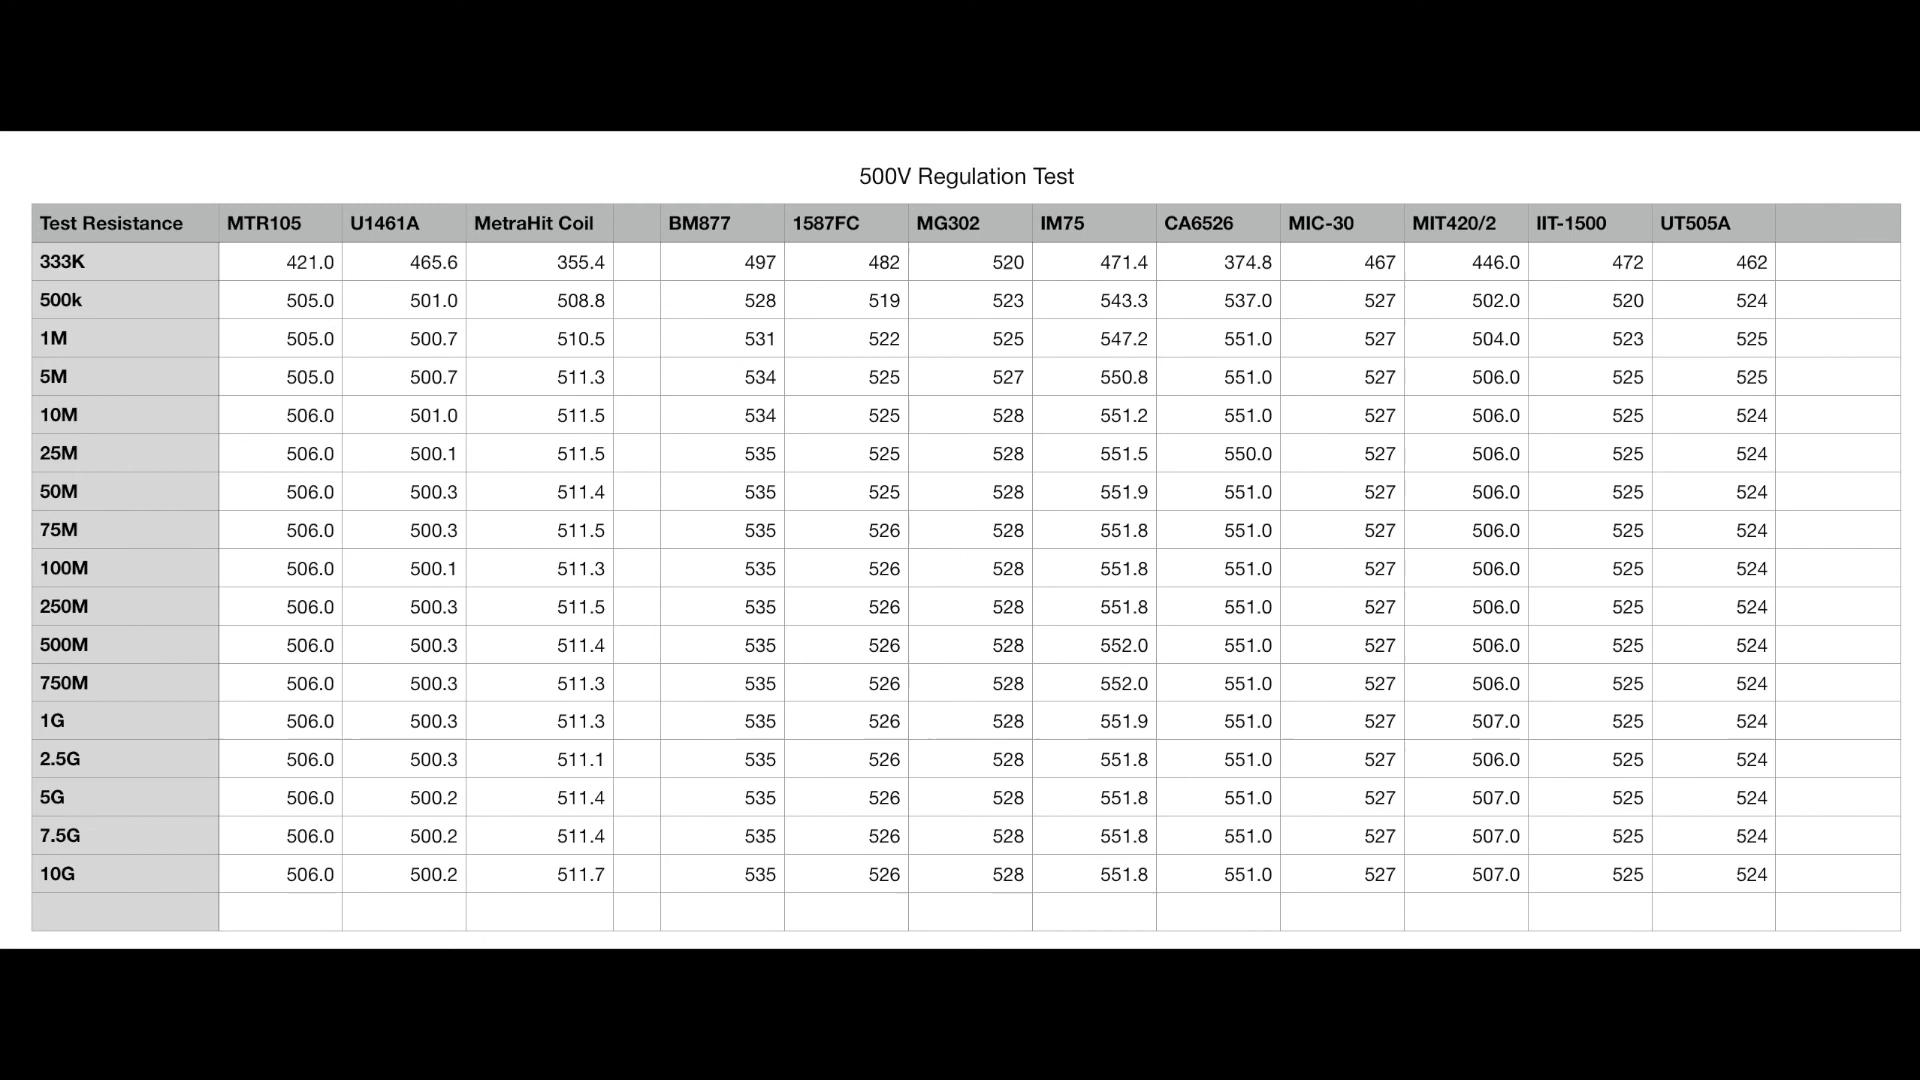 500V Regulation Test
Test Resistance MTR105 U1461A MetraHit Coil BM877 1587FC MG302 IM75 CA6526 MIC-30 MIT420/2 IIT-1500 UT505A
333K 421.0 465.6 355.4 497 482 520 471.4 374.8 467 446.0 472 462
500k 505.0 501.0 508.8 528 519 523 543.3 537.0 527 502.0 520 524
1M 505.0 500.7 510.5 531 522 525 547.2 551.0 527 504.0 523 525
5M 505.0 500.7 511.3 534 525 527 550.8 551.0 527 506.0 525 525
10M 506.0 501.0 511.5 534 525 528 551.2 551.0 527 506.0 525 524
25M 506.0 500.1 511.5 535 525 528 551.5 550.0 527 506.0 525 524
50M 506.0 500.3 511.4 535 525 528 551.9 551.0 527 506.0 525 524
75M 506.0 500.3 511.5 535 526 528 551.8 551.0 527 506.0 525 524
100M 506.0 500.1 511.3 535 526 528 551.8 551.0 527 506.0 525 524
250M 506.0 500.3 511.5 535 526 528 551.8 551.0 527 506.0 525 524
500M 506.0 500.3 511.4 535 526 528 552.0 551.0 527 506.0 525 524
750M 506.0 500.3 511.3 535 526 528 552.0 551.0 527 506.0 525 524
1G 506.0 500.3 511.3 535 526 528 551.9 551.0 527 507.0 525 524
2.5G 506.0 500.3 511.1 535 526 528 551.8 551.0 527 506.0 525 524
5G 506.0 500.2 511.4 535 526 528 551.8 551.0 527 507.0 525 524
7.5G 506.0 500.2 511.4 535 526 528 551.8 551.0 527 507.0 525 524
10G 506.0 500.2 511.7 535 526 528 551.8 551.0 527 507.0 525 524